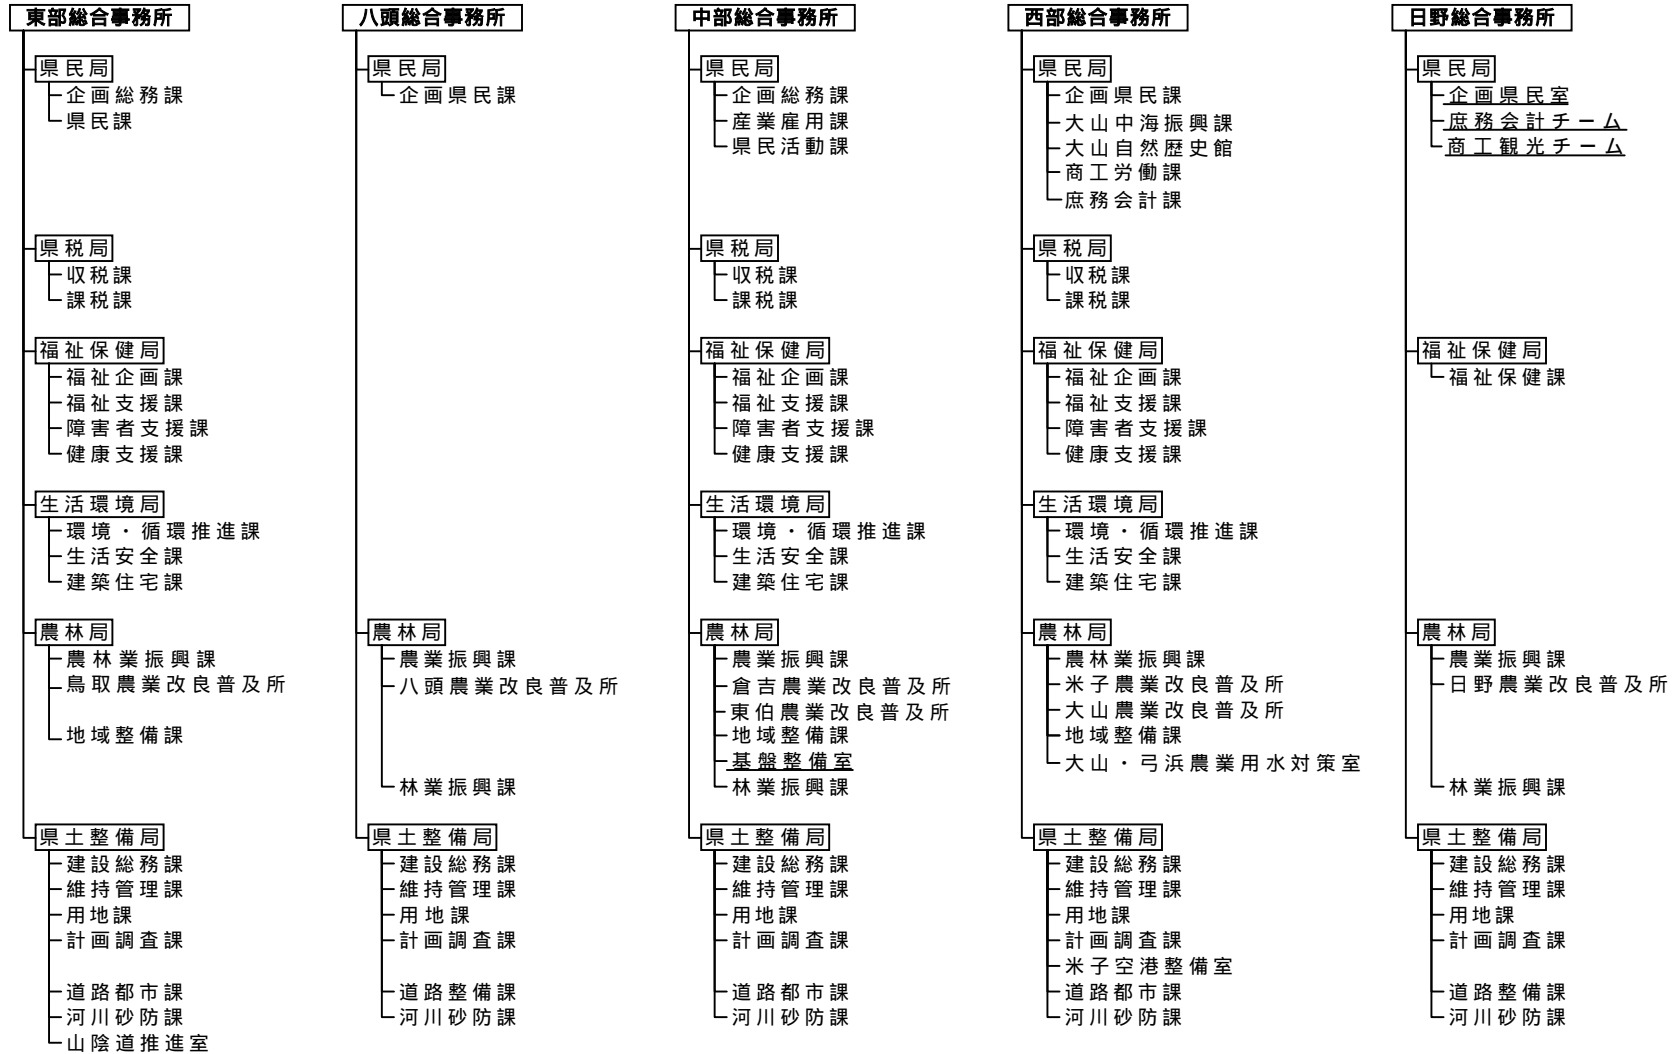 東部総合事務所
県民局
企画総務課
県民課
県税局
収税課
課税課
福祉保健局
福祉企画課
福祉支援課
障害者支援課
健康支援課
生活環境局
環境・循環推進課
生活安全課
建築住宅課
農林局
農林業振興課
鳥取農業改良普及所
地域整備課
県土整備局
建設総務課
維持管理課
用地課
計画調査課
道路都市課
河川砂防課
山陰道推進室
八頭総合事務所
県民局
企画県民課
農林局
農業振興課
八頭農業改良普及所
林業振興課
県土整備局
建設総務課
維持管理課
用地課
計画調査課
道路整備課
河川砂防課
中部総合事務所
県民局
企画総務課
産業雇用課
県民活動課
県税局
収税課
課税課
福祉保健局
福祉企画課
福祉支援課
障害者支援課
健康支援課
生活環境局
環境・循環推進課
生活安全課
建築住宅課
農林局
農業振興課
倉吉農業改良普及所
東伯農業改良普及所
地域整備課
基盤整備室
林業振興課
県土整備局
建設総務課
維持管理課
用地課
計画調査課
道路都市課
河川砂防課
西部総合事務所
県民局
企画県民課
大山中海振興課
大山自然歴史館
商工労働課
庶務会計課
県税局
収税課
課税課
福祉保健局
福祉企画課
福祉支援課
障害者支援課
健康支援課
生活環境局
環境・循環推進課
生活安全課
建築住宅課
農林局
農林業振興課
米子農業改良普及所
大山農業改良普及所
地域整備課
大山・弓浜農業用水対策室
県土整備局
建設総務課
維持管理課
用地課
計画調査課
米子空港整備室
道路都市課
河川砂防課
日野総合事務所
県民局
企画県民室
庶務会計チーム
商工観光チーム
福祉保健局
福祉保健課
農林局
農業振興課
日野農業改良普及所
林業振興課
県土整備局
建設総務課
維持管理課
用地課
計画調査課
道路整備課
河川砂防課